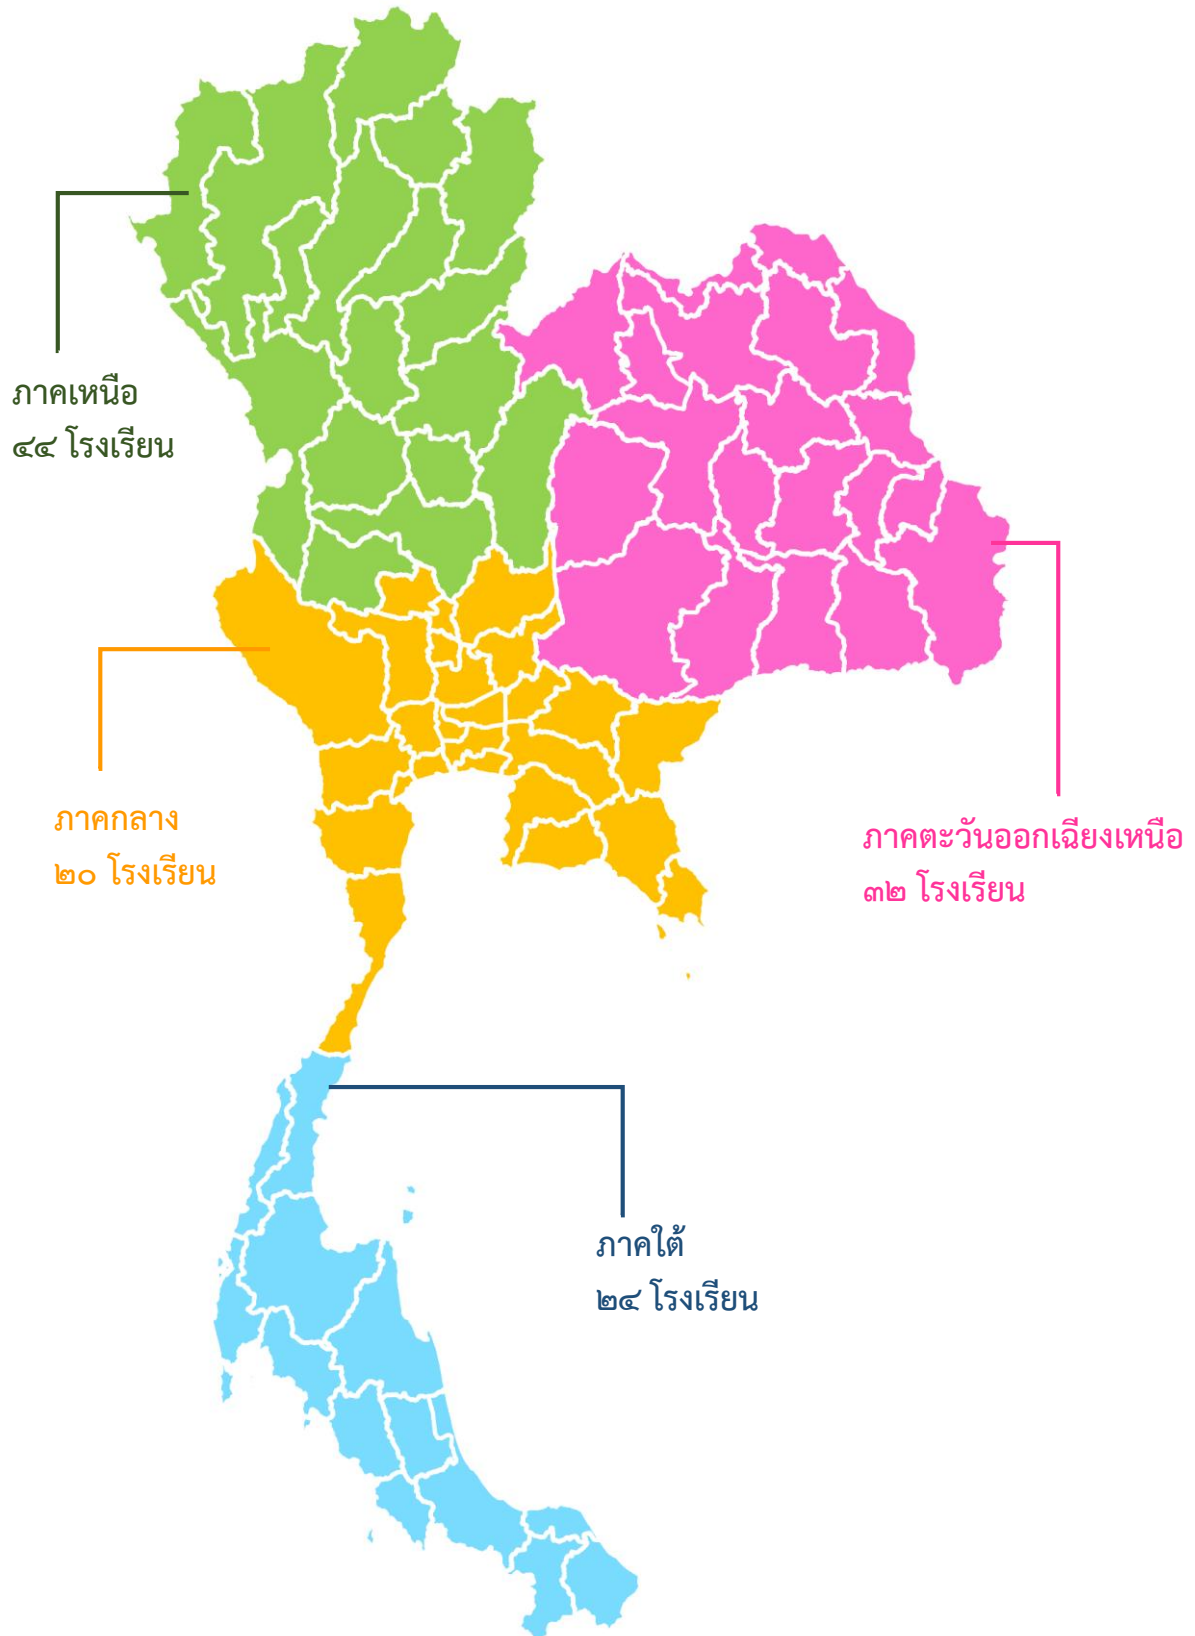 ภาคเหนือ
๔๔ โรงเรียน
ภาคกลาง
๒๐ โรงเรียน
ภาคตะวันออกเฉียงเหนือ
๓๒ โรงเรียน
ภาคใต้
๒๔ โรงเรียน